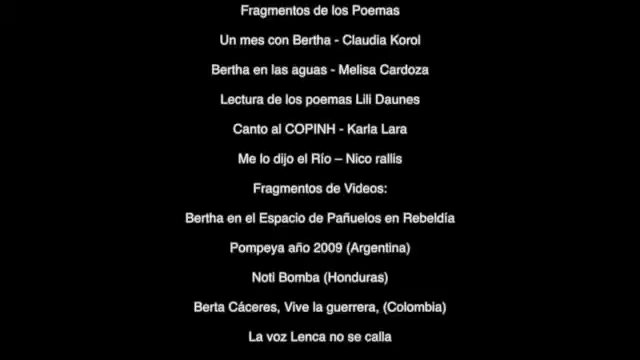 Fragmentos de los Poemas
Un mes con Bertha - Claudia Korol
Bertha en las aguas - Melisa Cardoza
Lectura de los poemas Lili Daunes
Canto al COPINH - Karla Lara
Me lo dijo el Río – Nico rallis
Fragmentos de Videos:
Bertha en el Espacio de Pañuelos en Rebeldía
Pompeya año 2009 (Argentina)
Noti Bomba (Honduras)
Berta Cáceres, Vive la guerrera, (Colombia)
La voz Lenca no se calla